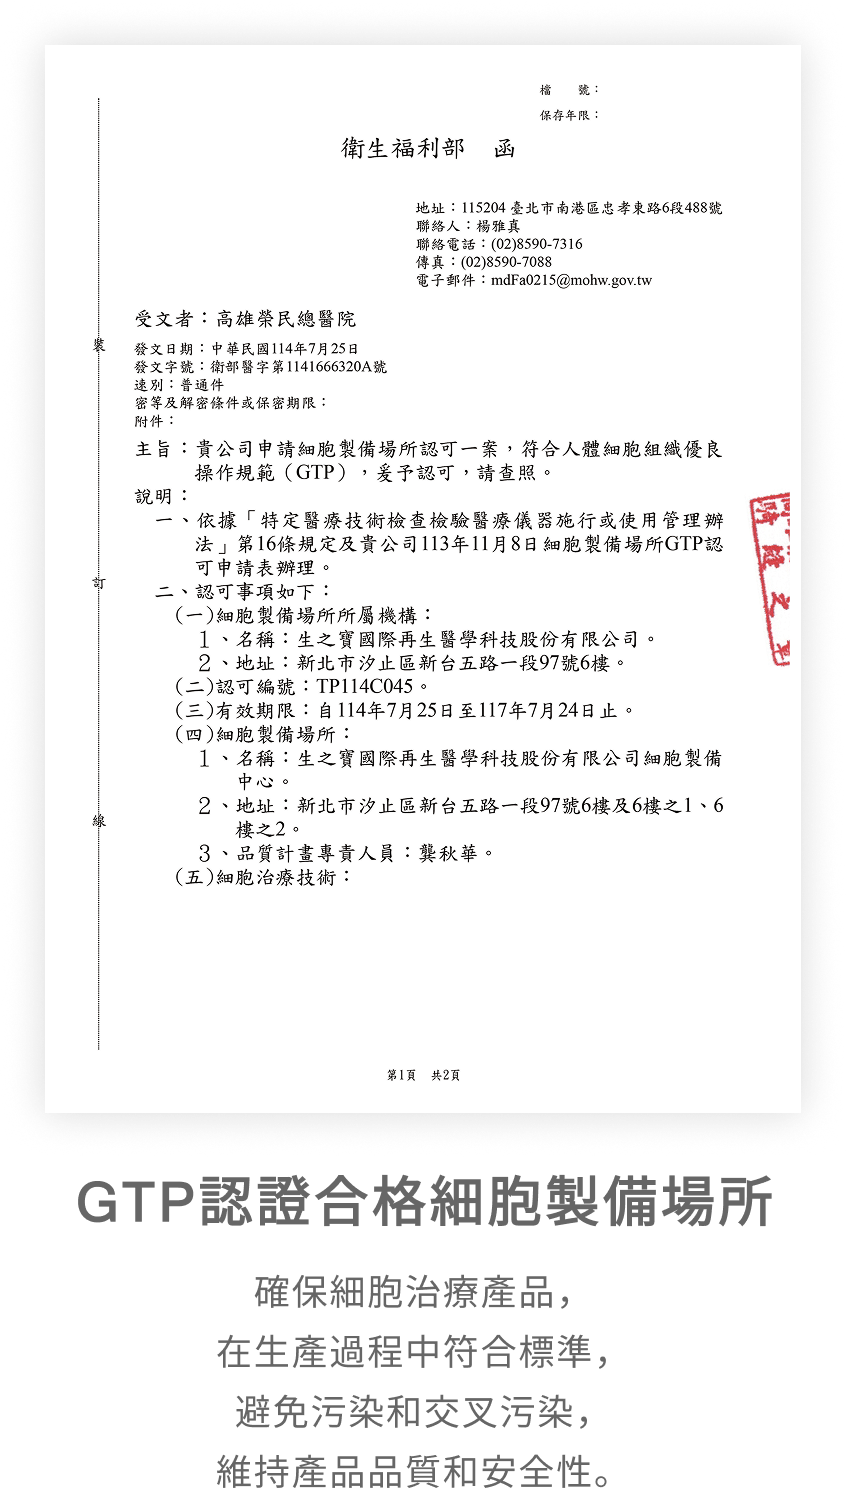 檔　　號：
保存年限：
衛生福利部　函
地址：115204 臺北市南港區忠孝東路6段488號
聯絡人：楊雅真
聯絡電話：(02)8590-7316
傳真：(02)8590-7088
電子郵件：mdFa0215@mohw.gov.tw
受文者：高雄榮民總醫院
發文日期：中華民國114年7月25日
發文字號：衛部醫字第1141666320A號
速別：普通件
密等及解密條件或保密期限：
附件：
主旨：貴公司申請細胞製備場所認可一案，符合人體細胞組織優良
操作規範（GTP），爰予認可，請查照。
說明：
一、依據「特定醫療技術檢查檢驗醫療儀器施行或使用管理辦
法」第16條規定及貴公司113年11月8日細胞製備場所GTP認
可申請表辦理。
二、認可事項如下：
(一)細胞製備場所所屬機構：
１、名稱：生之寶國際再生醫學科技股份有限公司。
２、地址：新北市汐止區新台五路一段97號6樓。
(二)認可編號：TP114C045。
(三)有效期限：自114年7月25日至117年7月24日止。
(四)細胞製備場所：
１、名稱：生之寶國際再生醫學科技股份有限公司細胞製備
中心。
２、地址：新北市汐止區新台五路一段97號6樓及6樓之1、6
樓之2。
３、品質計畫專責人員：龔秋華。
(五)細胞治療技術：
裝
訂
線
第1頁　共2頁
GTP認證合格細胞製備場所
確保細胞治療產品，
在生產過程中符合標準，
避免污染和交叉污染，
維持產品品質和安全性。